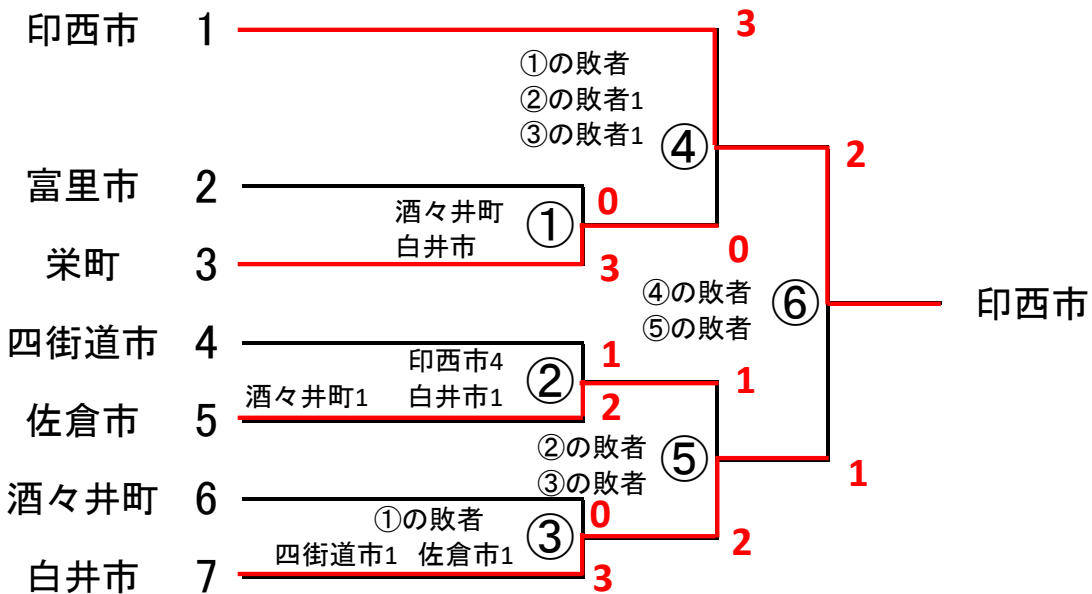 印西市 1
3
①の敗者
②の敗者1
③の敗者1
④
2
富里市 2
0
酒々井町
白井市
①
栄町 3
3
0
④の敗者
⑤の敗者
⑥
印西市
四街道市 4
1
印西市4
酒々井町1 白井市1
②
1
佐倉市 5
2
②の敗者
③の敗者
⑤
1
酒々井町 6
0
①の敗者
四街道市1 佐倉市1
③
2
白井市 7
3